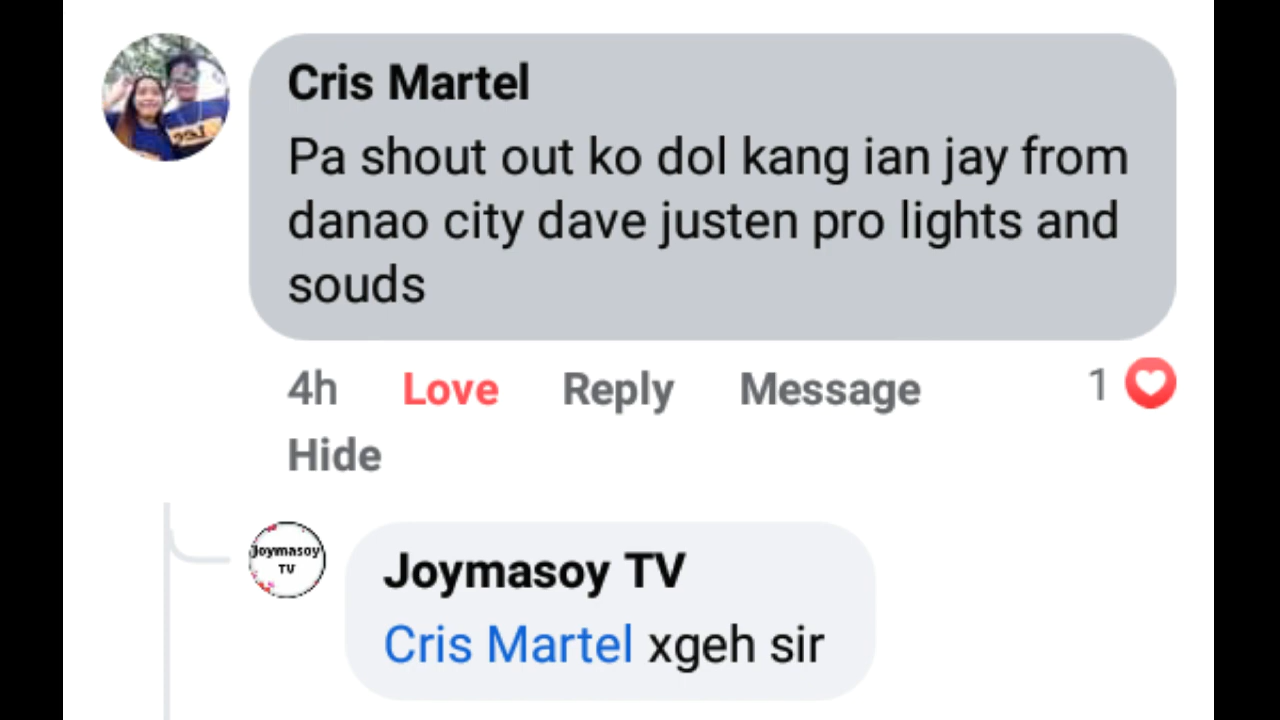 Cris Martel
Pa shout out ko dol kang ian jay from
danao city dave justen pro lights and
souds
4h Love Reply Message 1
Hide
Joymasoy
TV
Joymasoy TV
Cris Martel xgeh sir